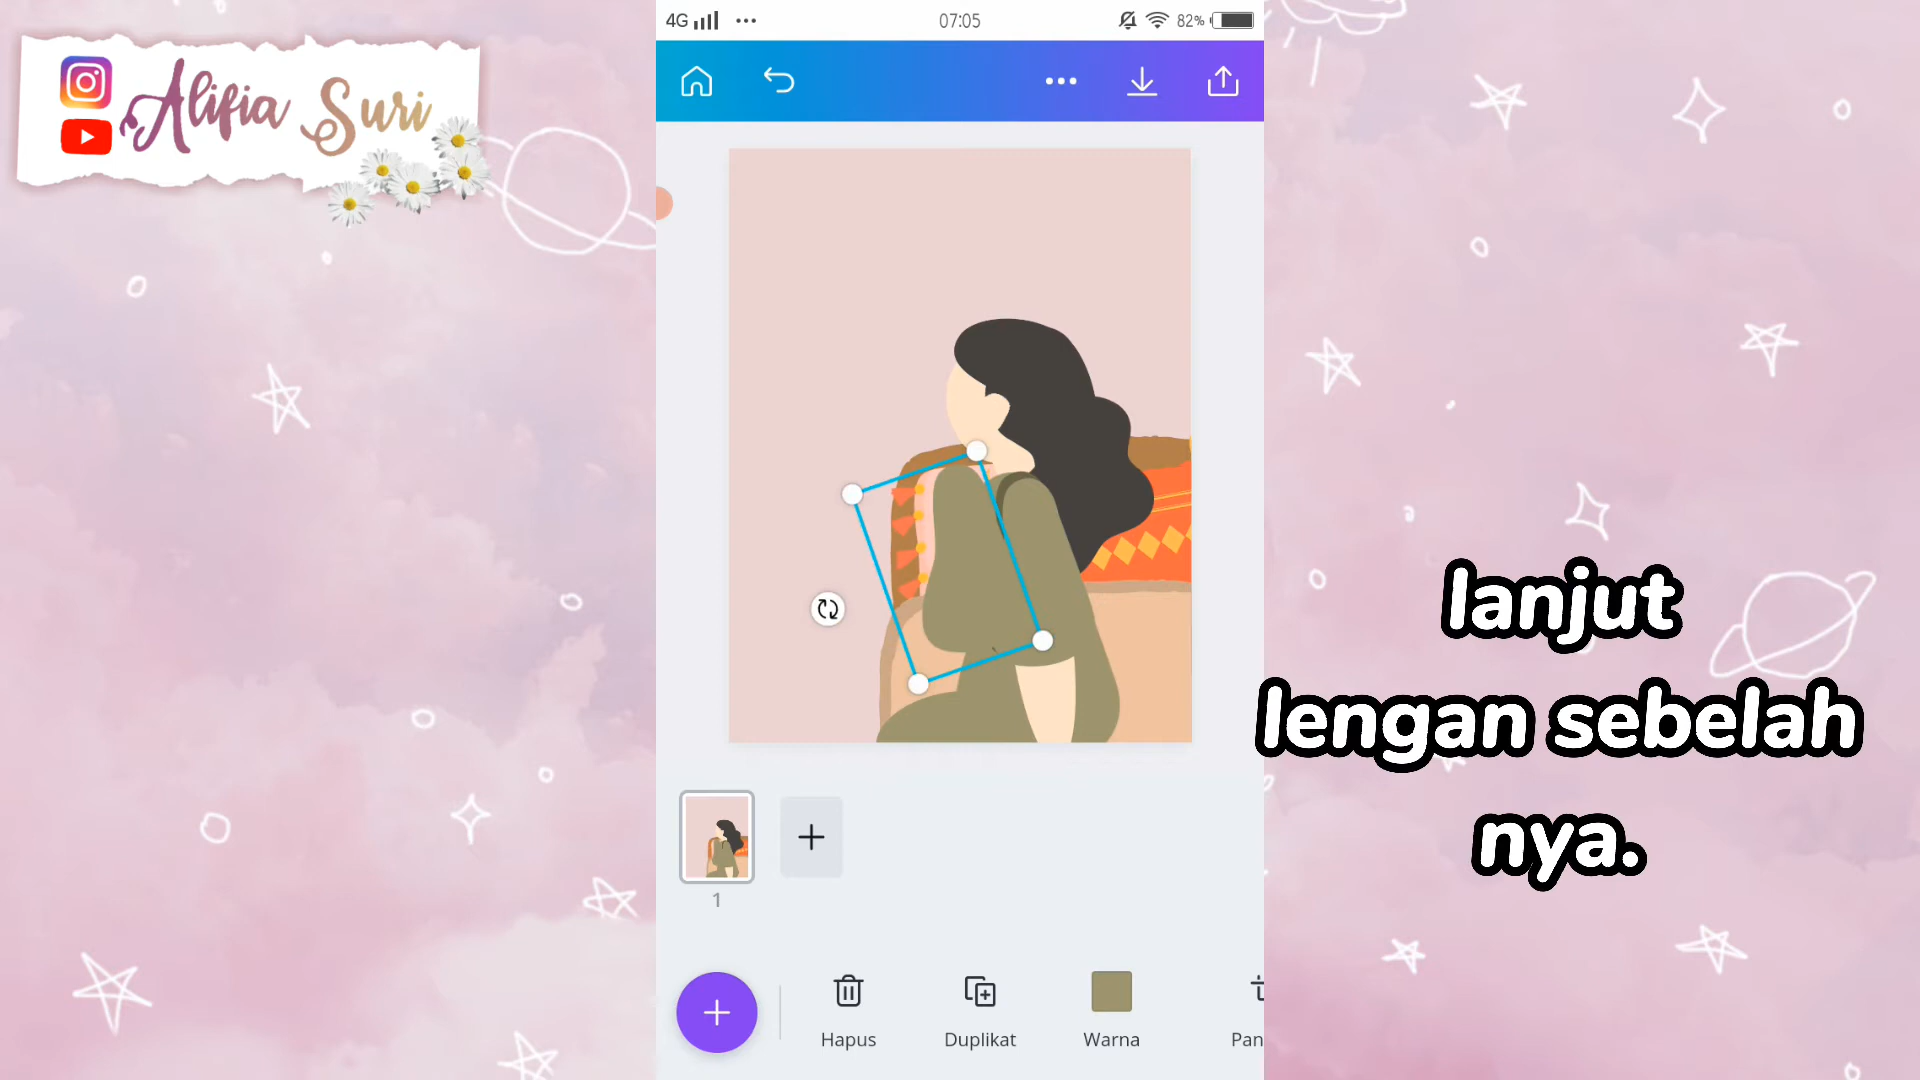 Alifia Suri
4G
07:05
82%
lanjut
lengan sebelah
nya.
1
Hapus
Duplikat
Warna
Pan